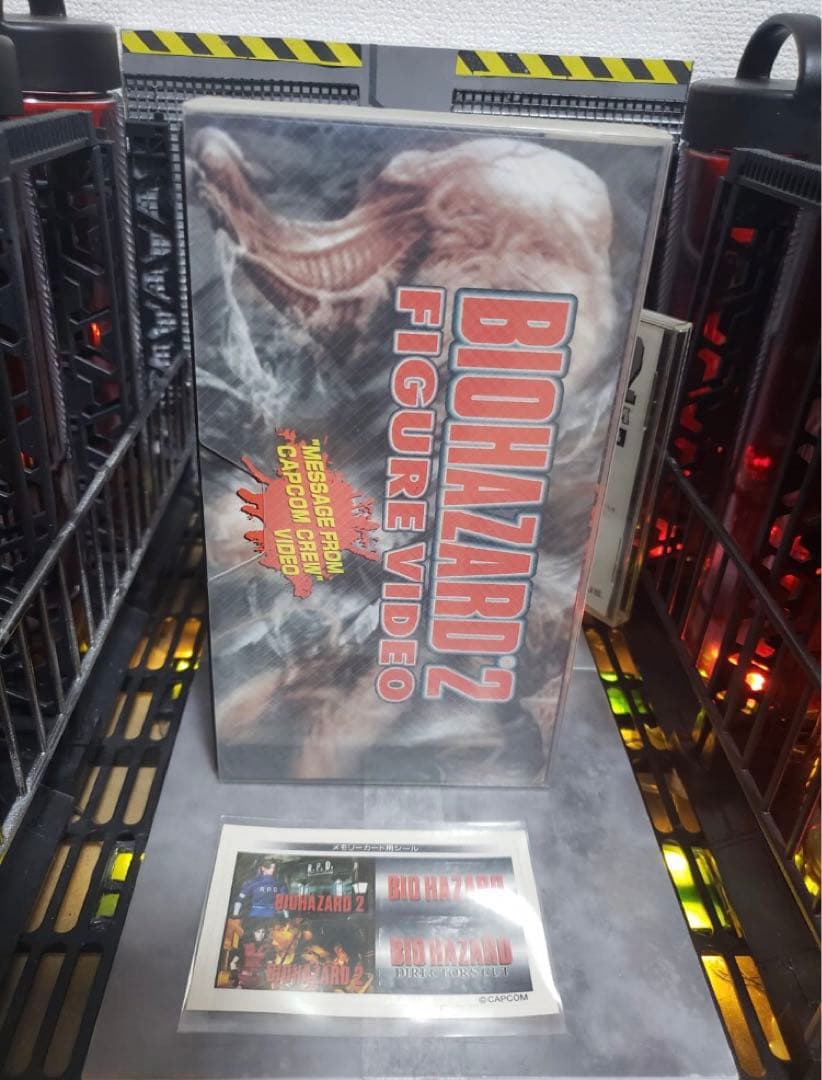 BIOHAZARD 2
FIGURE VIDEO
"MESSAGE FROM
CAPCOM CREW"
VIDEO
メモリーカード用シール
R.P.D.
R.P.D.
BIOHAZARD 2
BIO HAZARD
BIOHAZARD 2
BIO HAZARD
DIRECTOR'S CUT
©CAPCOM